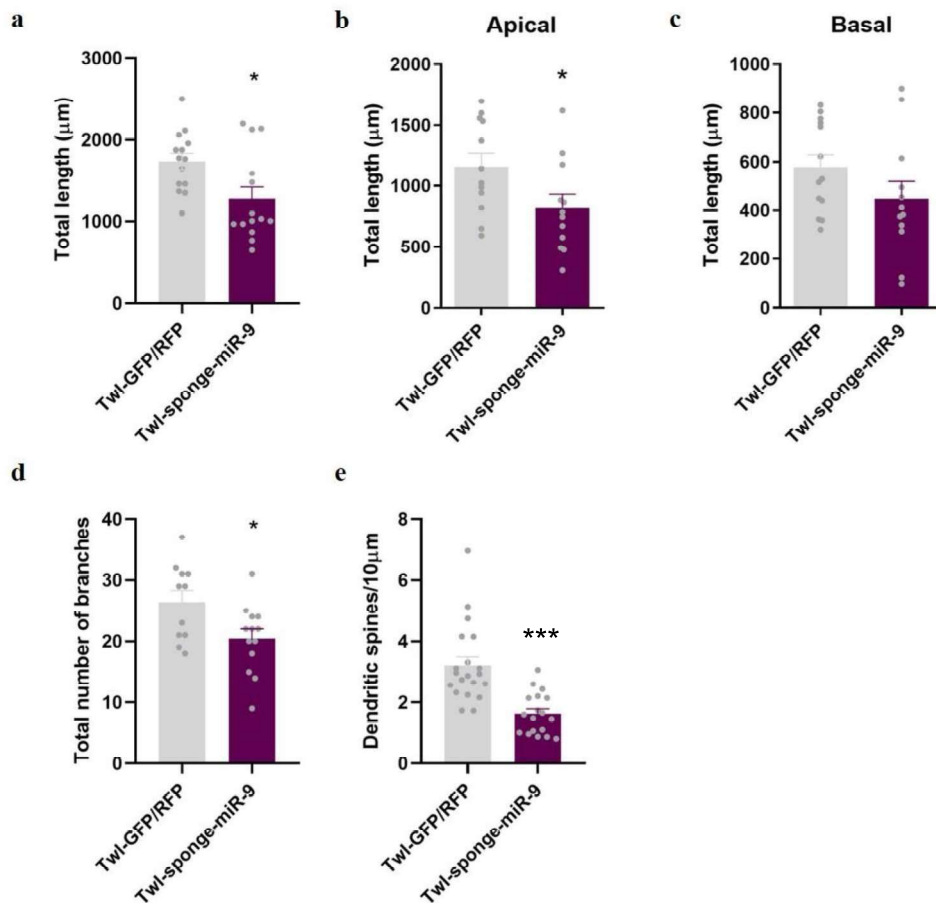 a
Total length (μm)
3000
2000
1000
0
*
Twl-GFP/RFP
Twl-sponge-miR-9
b
Apical
Total length (μm)
2000
1500
1000
500
0
*
Twl-GFP/RFP
Twl-sponge-miR-9
c
Basal
Total length (μm)
1000
800
600
400
200
0
Twl-GFP/RFP
Twl-sponge-miR-9
d
Total number of branches
40
30
20
10
0
*
Twl-GFP/RFP
Twl-sponge-miR-9
e
Dendritic spines/10μm
8
6
4
2
0
***
Twl-GFP/RFP
Twl-sponge-miR-9